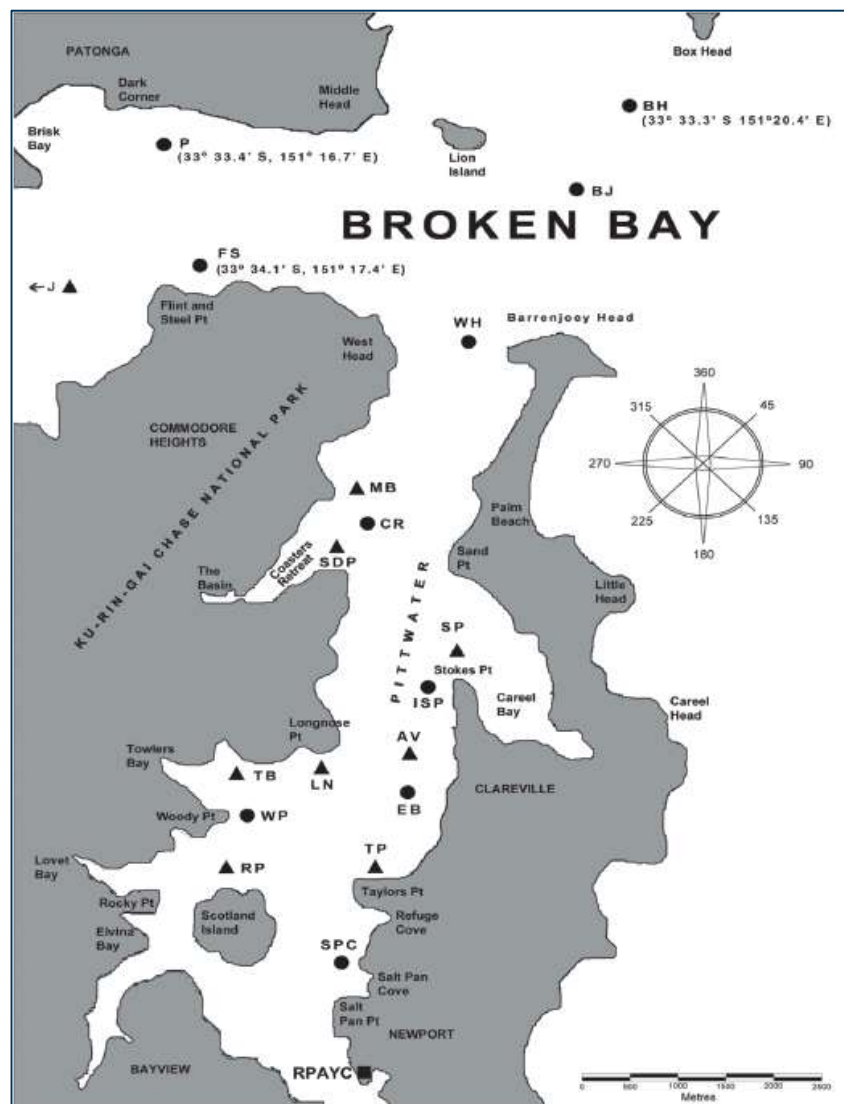 PATONGA
Box Head
Dark
Corner
Middle
Head
BH
(33° 33.3' S 151°20.4' E)
Brisk
Bay
P
(33° 33.4' S, 151° 16.7' E)
Lion
Island
BJ
BROKEN BAY
FS
(33° 34.1' S, 151° 17.4' E)
←J
Flint and
Steel Pt
WH
Barrenjoey Head
West
Head
360
315
45
270
90
225
135
180
COMMODORE
HEIGHTS
KU-RIN-GAI CHASE NATIONAL PARK
MB
Palm
Beach
CR
Sand
Pt
SDP
Coasters
Retreat
The
Basin
Little
Head
PITTWATER
SP
Stokes Pt
ISP
Careel
Bay
Careel
Head
Longnose
Pt
AV
Towlers
Bay
TB
LN
CLAREVILLE
EB
Woody Pt
WP
TP
Lovet
Bay
RP
Taylors Pt
Rocky Pt
Scotland
Island
Refuge
Cove
Elvina
Bay
SPC
Salt Pan
Cove
Salt
Pan Pt
NEWPORT
BAYVIEW
RPAYC
0 500 1000 1500 2000 2500
Metres